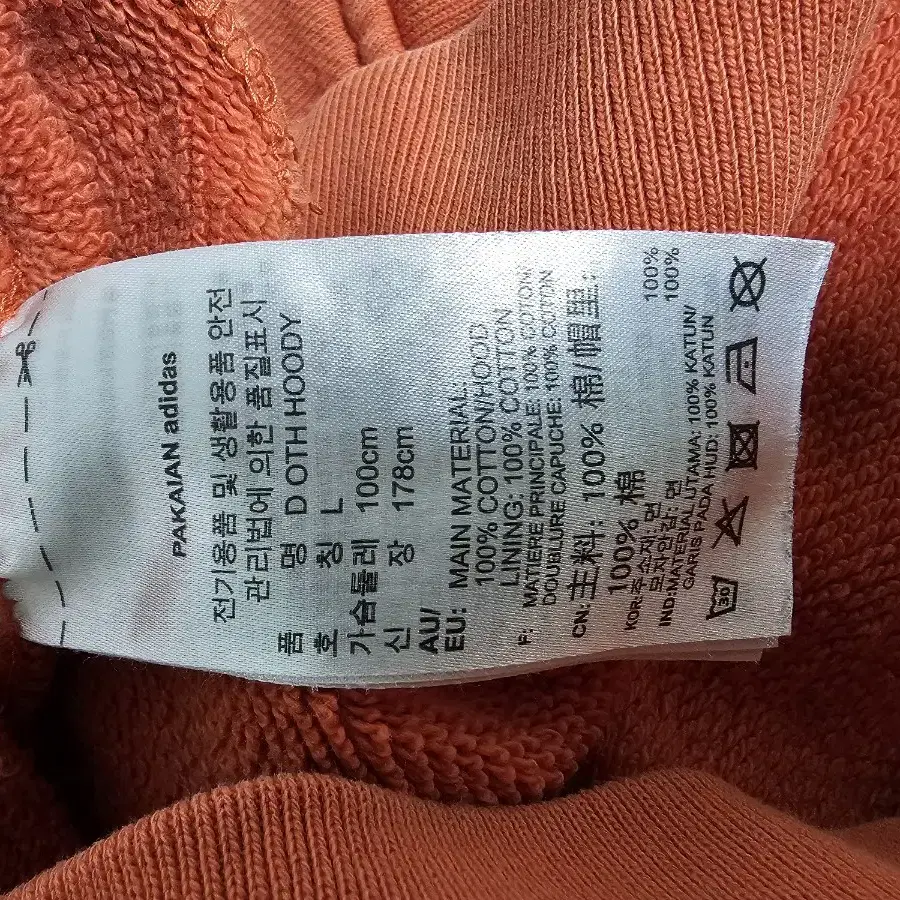 PAKAIAN adidas
전기용품 및 생활용품 안전
관리법에 의한 품질표시
품 명 D OTH HOODY
호 칭 L
가슴둘레 100cm
신 장 178cm
AU/
EU: MAIN MATERIAL:
100% COTTON/HOOD
LINING: 100% COTTON
F: MATIERE PRINCIPALE: 100% COTON/
DOUBLURE CAPUCHE: 100% COTON
CN: 主料: 100% 棉/帽里:
100% 棉
KOR: 주소재: 면 100%
모자안감: 면 100%
IND: MATERIAL UTAMA: 100% KATUN/
GARIS PADA HUD: 100% KATUN
30